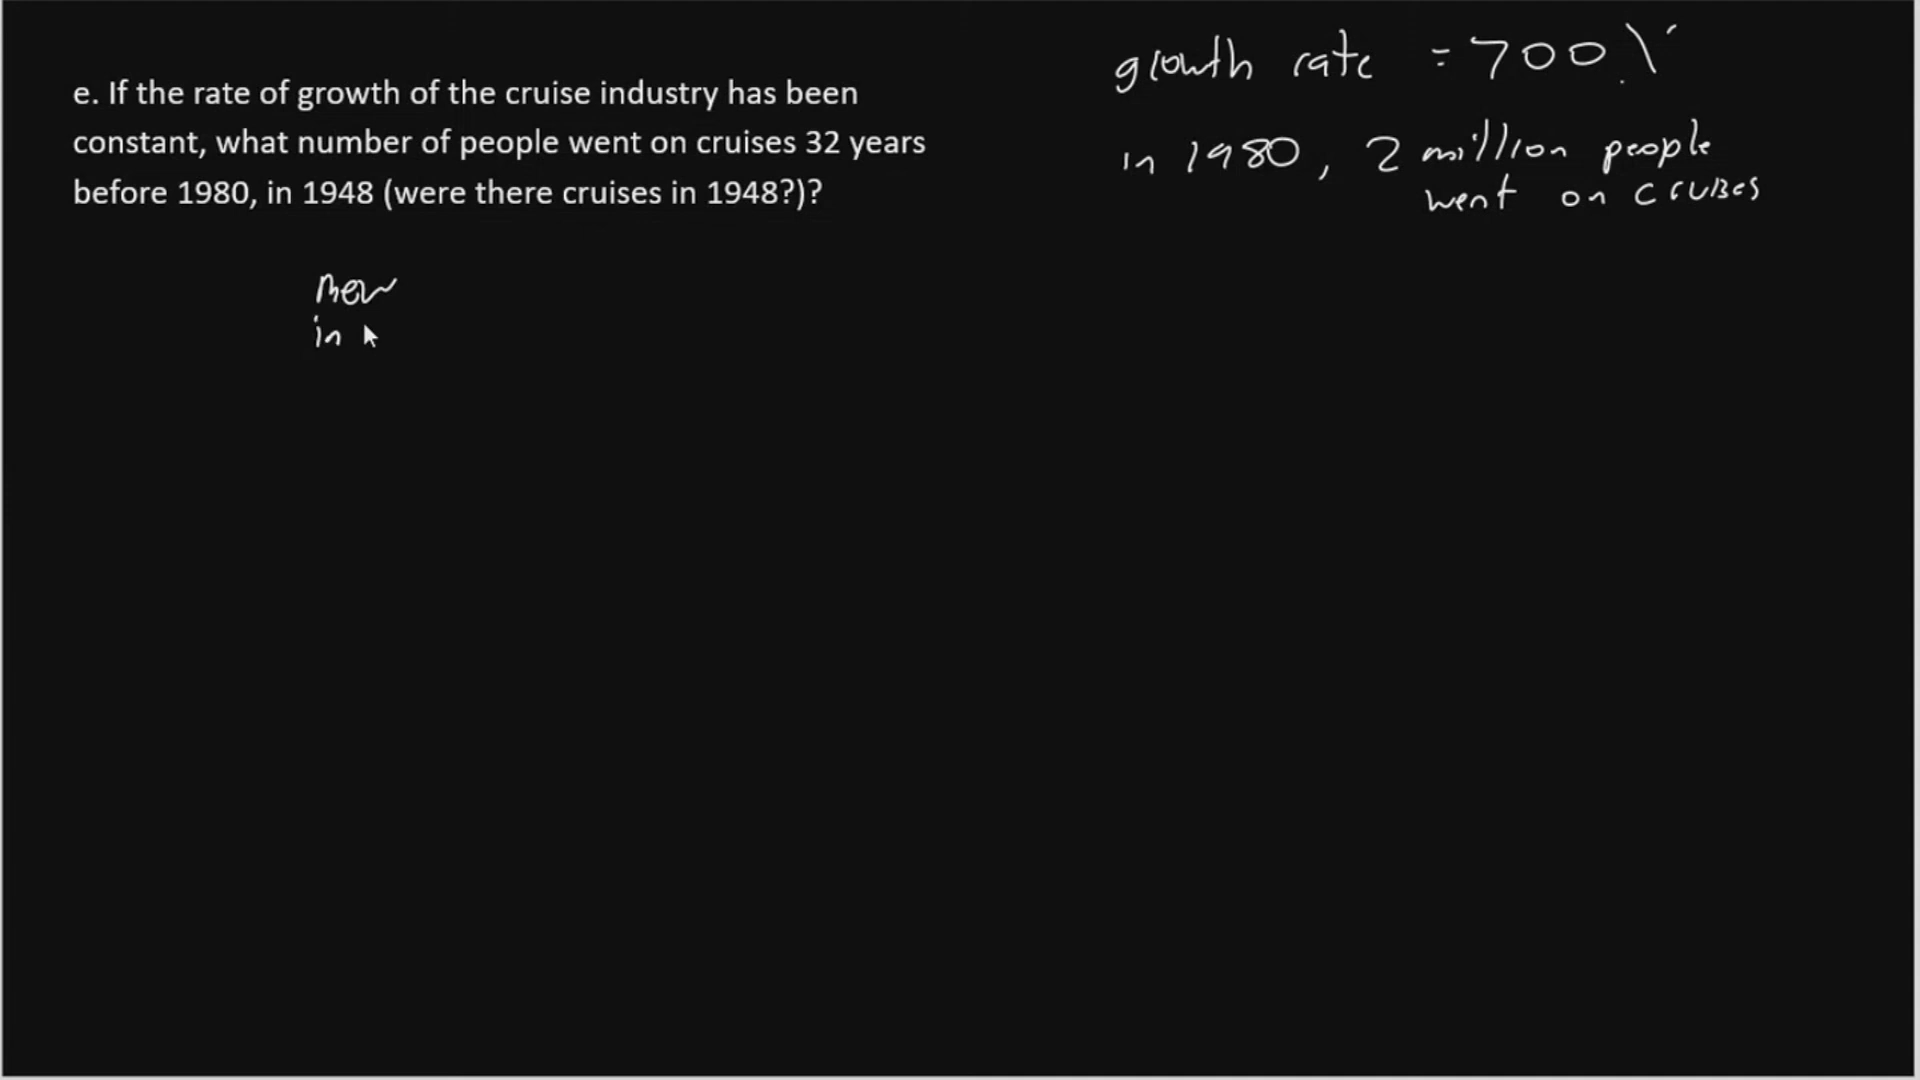 e. If the rate of growth of the cruise industry has been
constant, what number of people went on cruises 32 years
before 1980, in 1948 (were there cruises in 1948?)?
growth rate = 700%
in 1980, 2 million people
went on cruises
new
in